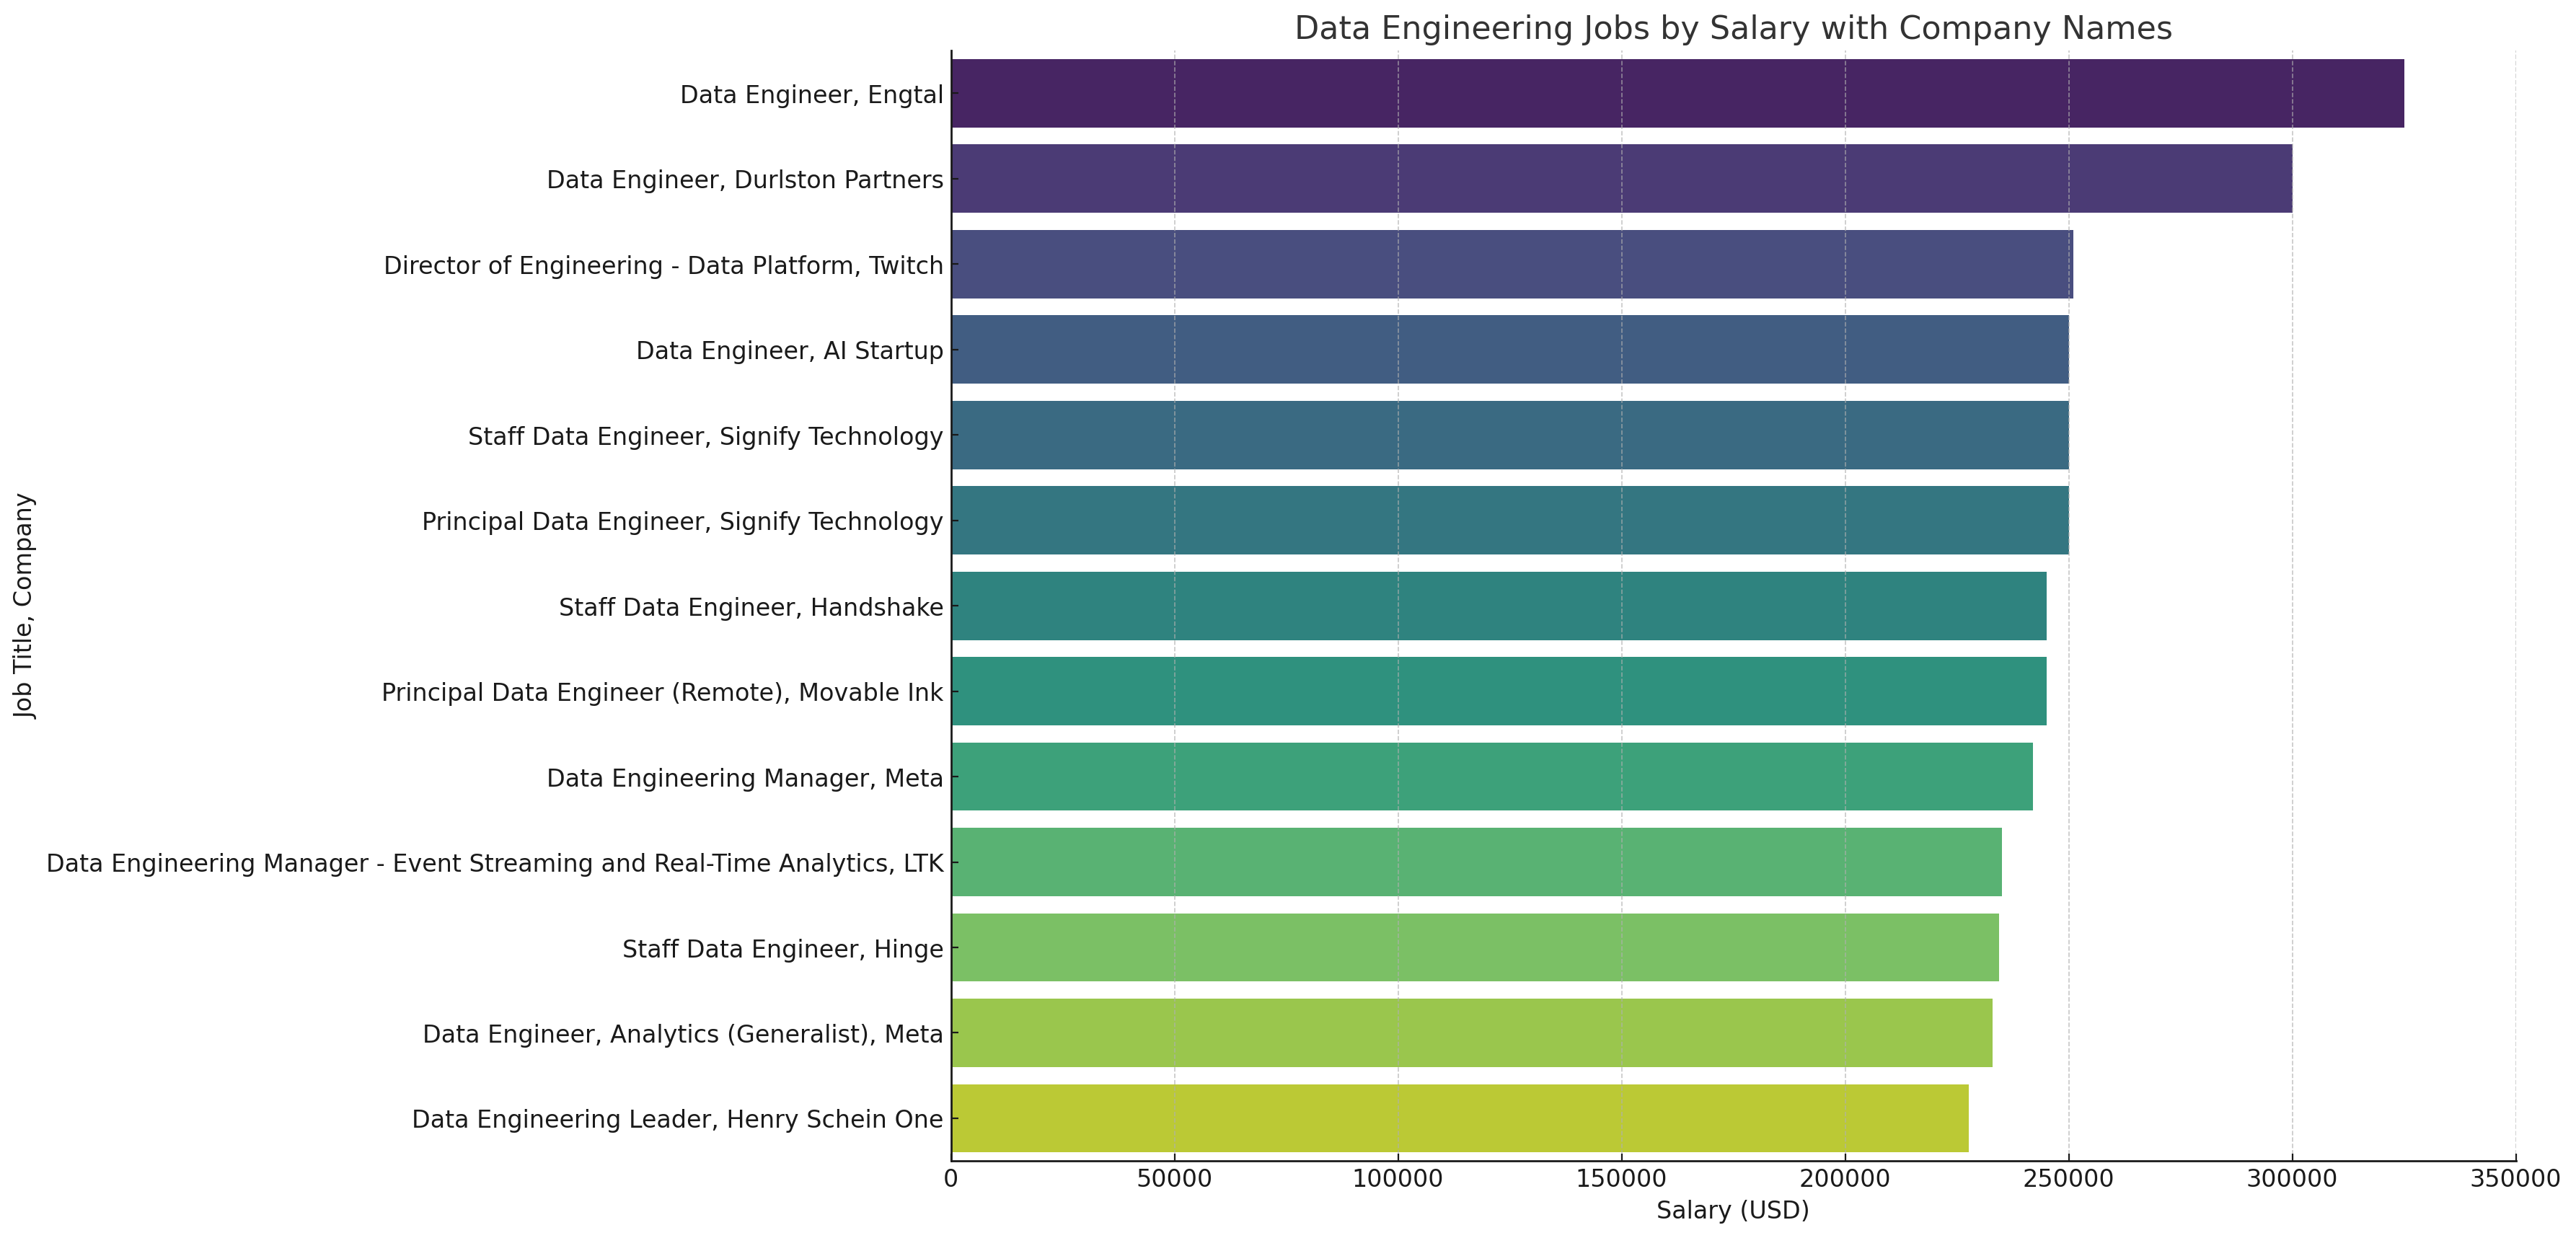 Data Engineering Jobs by Salary with Company Names
Job Title, Company
Data Engineer, Engtal
Data Engineer, Durlston Partners
Director of Engineering - Data Platform, Twitch
Data Engineer, AI Startup
Staff Data Engineer, Signify Technology
Principal Data Engineer, Signify Technology
Staff Data Engineer, Handshake
Principal Data Engineer (Remote), Movable Ink
Data Engineering Manager, Meta
Data Engineering Manager - Event Streaming and Real-Time Analytics, LTK
Staff Data Engineer, Hinge
Data Engineer, Analytics (Generalist), Meta
Data Engineering Leader, Henry Schein One
0 50000 100000 150000 200000 250000 300000 350000
Salary (USD)